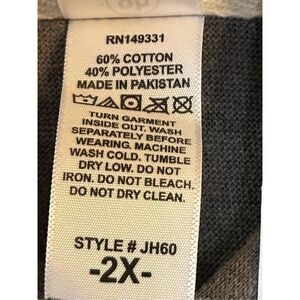 RN149331
60% COTTON
40% POLYESTER
MADE IN PAKISTAN
TURN GARMENT
INSIDE OUT. WASH
SEPARATELY BEFORE
WEARING. MACHINE
WASH COLD. TUMBLE
DRY LOW. DO NOT
IRON. DO NOT BLEACH.
DO NOT DRY CLEAN.
STYLE # JH60
-2X-